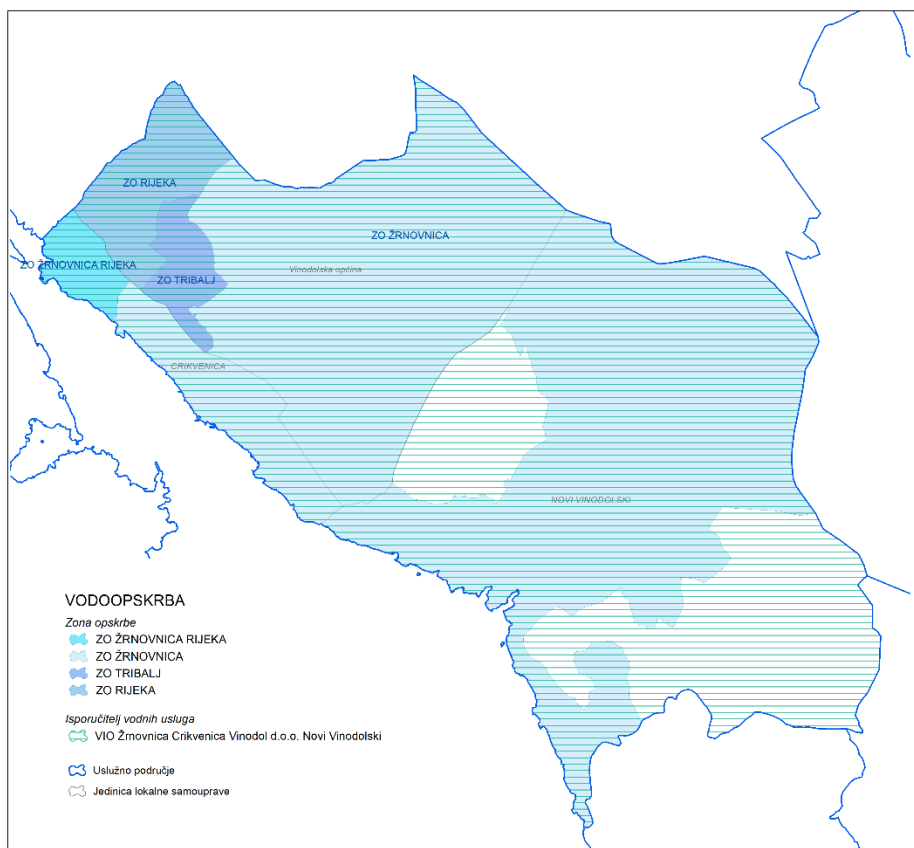 ZO RIJEKA
ZO ŽRNOVNICA
ZO ŽRNOVNICA RIJEKA
Vinodolska općina
ZO TRIBALJ
CRIKVENICA
NOVI VINODOLSKI
VODOOPSKRBA
Zona opskrbe
ZO ŽRNOVNICA RIJEKA
ZO ŽRNOVNICA
ZO TRIBALJ
ZO RIJEKA
Isporučitelj vodnih usluga
VIO Žrnovnica Crikvenica Vinodol d.o.o. Novi Vinodolski
Uslužno područje
Jedinica lokalne samouprave